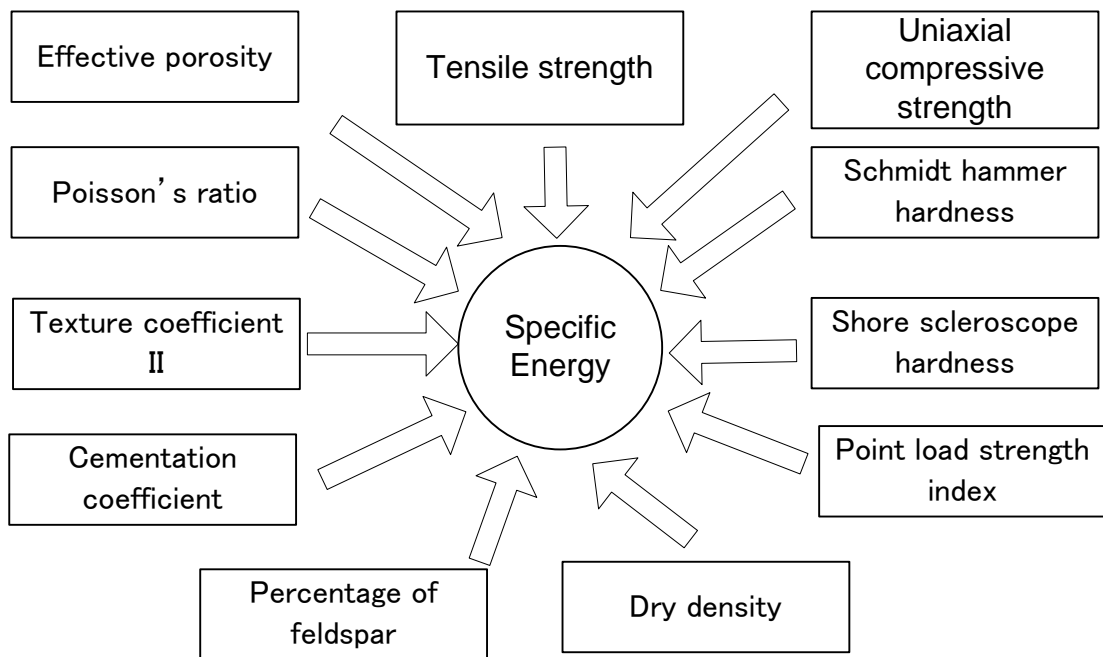 Effective porosity
Tensile strength
Uniaxial
compressive
strength
Poisson’s ratio
Schmidt hammer
hardness
Texture coefficient
II
Specific
Energy
Shore scleroscope
hardness
Cementation
coefficient
Point load strength
index
Percentage of
feldspar
Dry density